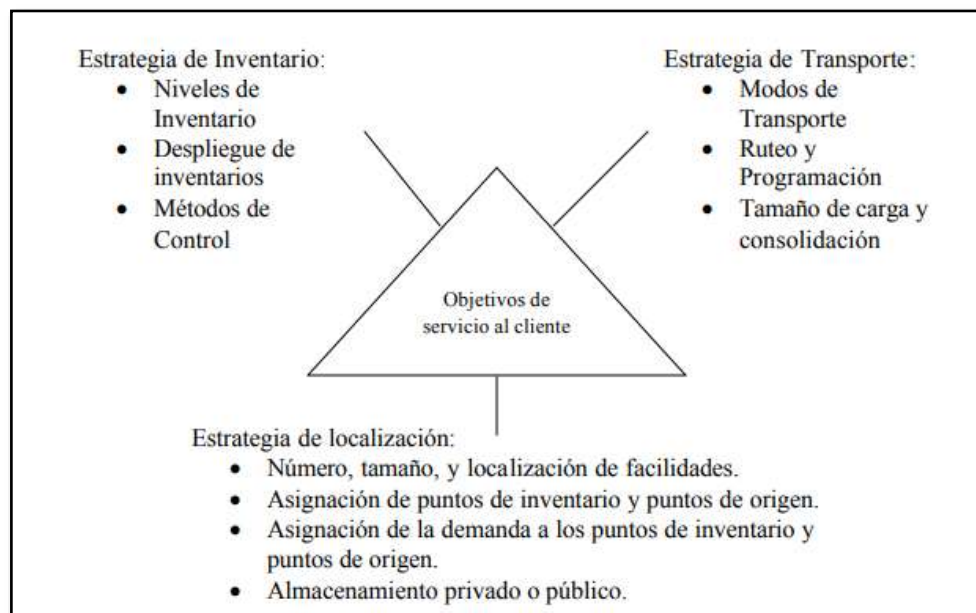 Estrategia de Inventario:
• Niveles de
Inventario
• Despliegue de
inventarios
• Métodos de
Control
Estrategia de Transporte:
• Modos de
Transporte
• Ruteo y
Programación
• Tamaño de carga y
consolidación
Objetivos de
servicio al cliente
Estrategia de localización:
• Número, tamaño, y localización de facilidades.
• Asignación de puntos de inventario y puntos de origen.
• Asignación de la demanda a los puntos de inventario y
puntos de origen.
• Almacenamiento privado o público.